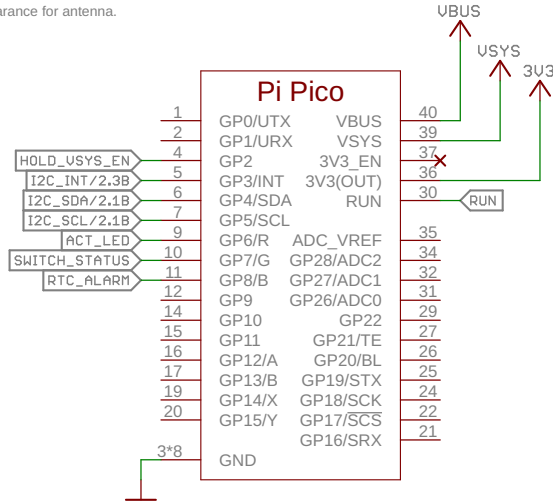 arance for antenna.
VBUS
VSYS
3V3
Pi Pico
1 GP0/UTX VBUS 40
2 GP1/URX VSYS 39
HOLD_VSYS_EN 4 GP2 3V3_EN 37
I2C_INT/2.3B 5 GP3/INT 3V3(OUT) 36
I2C_SDA/2.1B 6 GP4/SDA RUN 30 RUN
I2C_SCL/2.1B 7 GP5/SCL
ACT_LED 9 GP6/R ADC_VREF 35
SWITCH_STATUS 10 GP7/G GP28/ADC2 34
RTC_ALARM 11 GP8/B GP27/ADC1 32
12 GP9 GP26/ADC0 31
14 GP10 GP22 29
15 GP11 GP21/TE 27
16 GP12/A GP20/BL 26
17 GP13/B GP19/STX 25
19 GP14/X GP18/SCK 24
20 GP15/Y GP17/SCS 22
GP16/SRX 21
3*8 GND